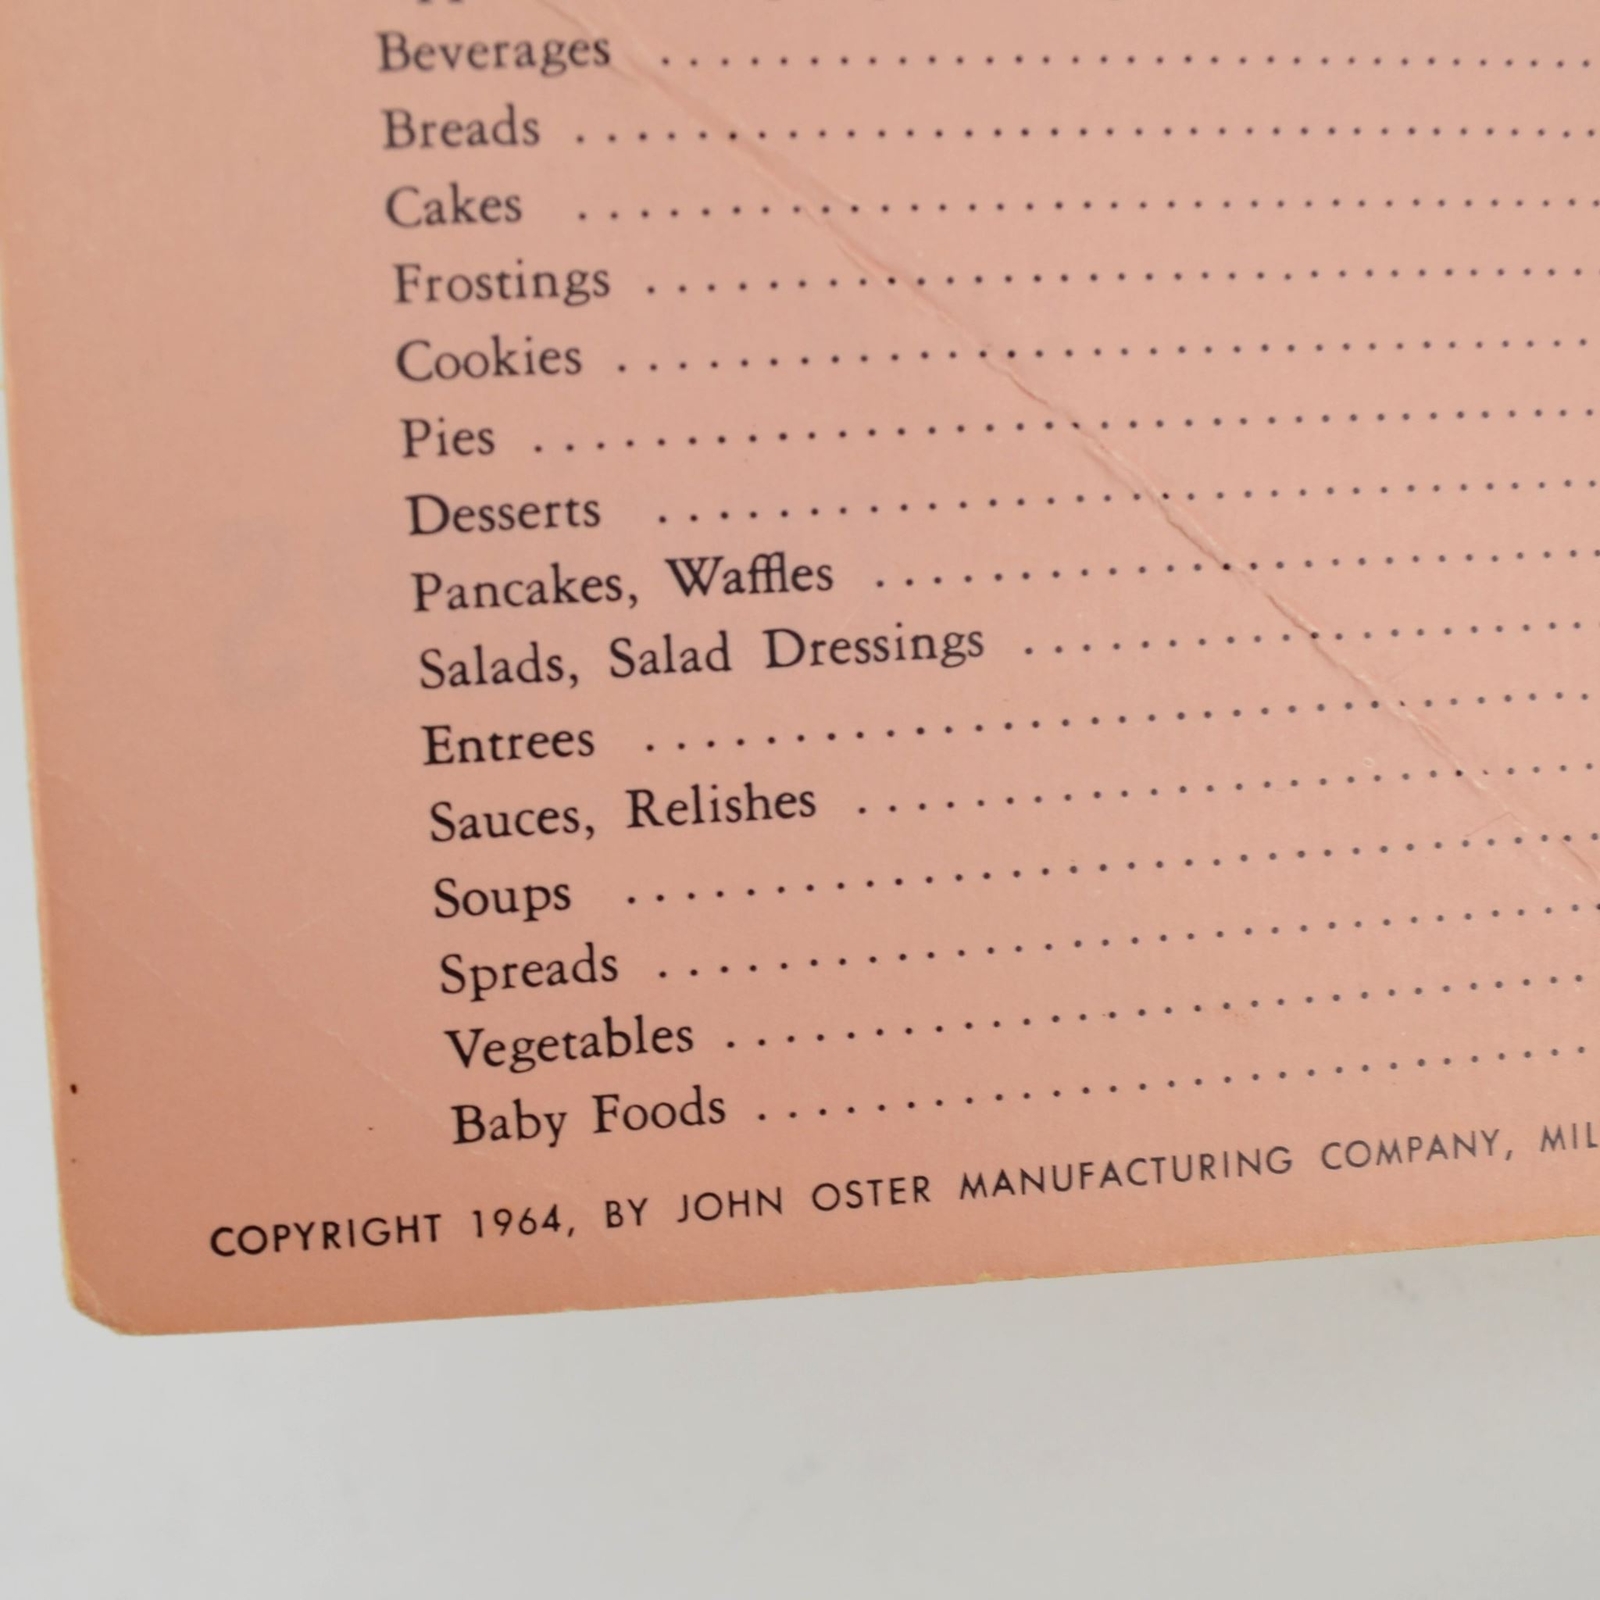 Beverages ........................
Breads ........................
Cakes ........................
Frostings ........................
Cookies ........................
Pies ........................
Desserts ........................
Pancakes, Waffles ........................
Salads, Salad Dressings ........................
Entrees ........................
Sauces, Relishes ........................
Soups ........................
Spreads ........................
Vegetables ........................
Baby Foods ........................
COPYRIGHT 1964, BY JOHN OSTER MANUFACTURING COMPANY, MIL